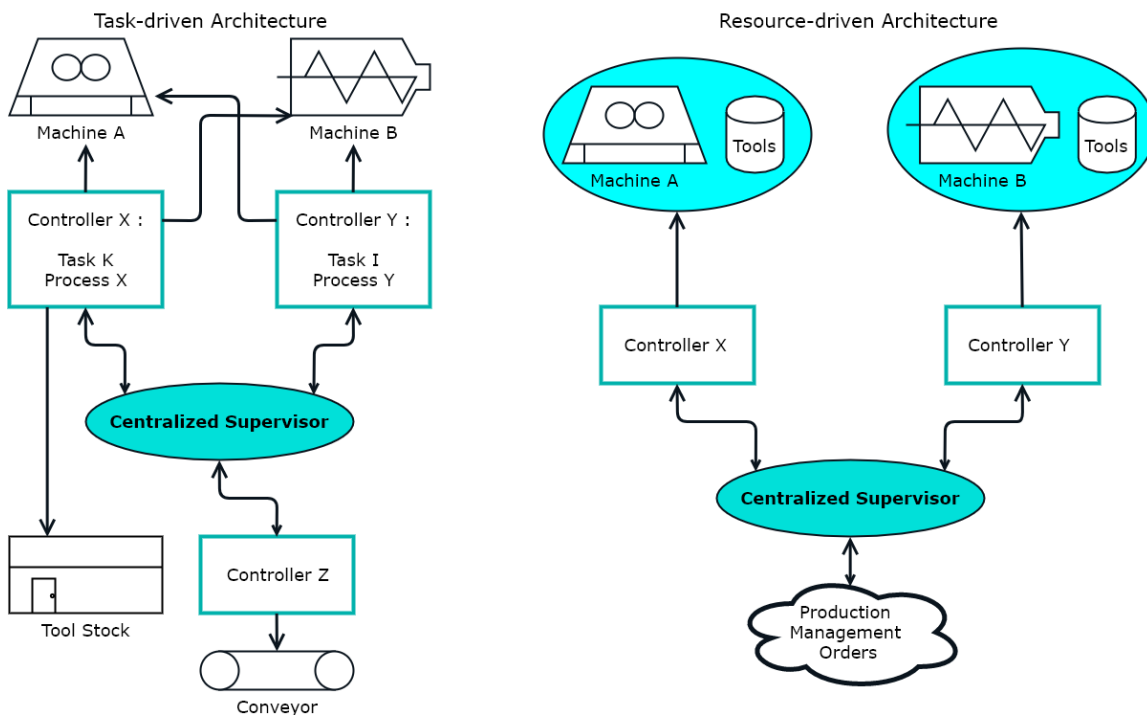 Task-driven Architecture
Machine A
Machine B
Controller X :
Task K
Process X
Controller Y :
Task I
Process Y
Centralized Supervisor
Controller Z
Tool Stock
Conveyor
Resource-driven Architecture
Tools
Machine A
Tools
Machine B
Controller X
Controller Y
Centralized Supervisor
Production
Management
Orders